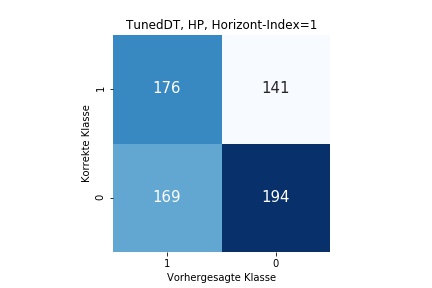 TunedDT, HP, Horizont-Index=1
Korrekte Klasse
1
176
141
0
169
194
1
0
Vorhergesagte Klasse